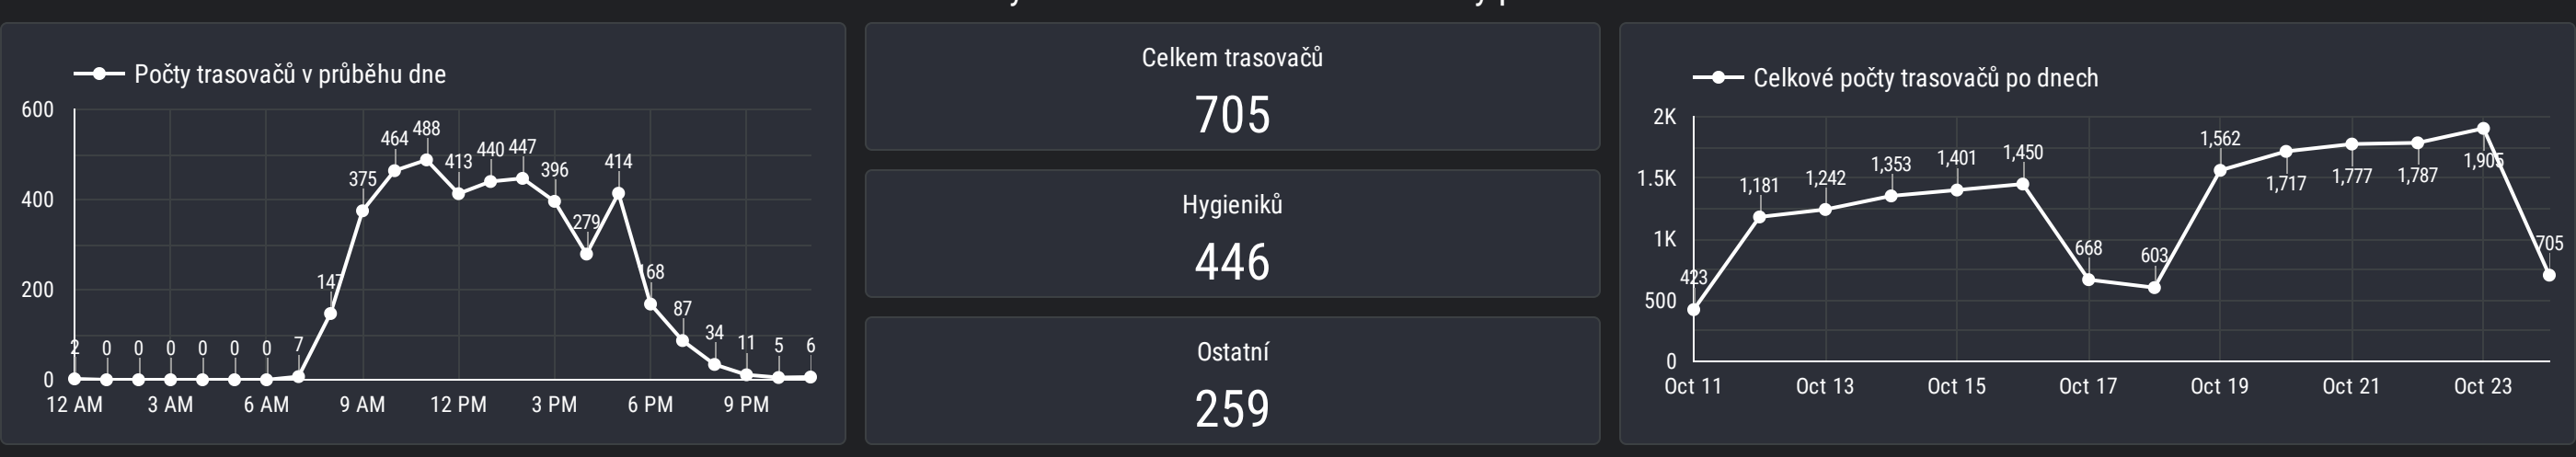 Počty trasovačů v průběhu dne
600
400
200
0
2 0 0 0 0 0 0 7 147 375 464 488 413 440 447 396 279 414 168 87 34 11 5 6
12 AM 3 AM 6 AM 9 AM 12 PM 3 PM 6 PM 9 PM
Celkem trasovačů
705
Hygieniků
446
Ostatní
259
Celkové počty trasovačů po dnech
2K
1.5K
1K
500
0
423 1,181 1,242 1,353 1,401 1,450 668 603 1,562 1,717 1,777 1,787 1,905 705
Oct 11 Oct 13 Oct 15 Oct 17 Oct 19 Oct 21 Oct 23